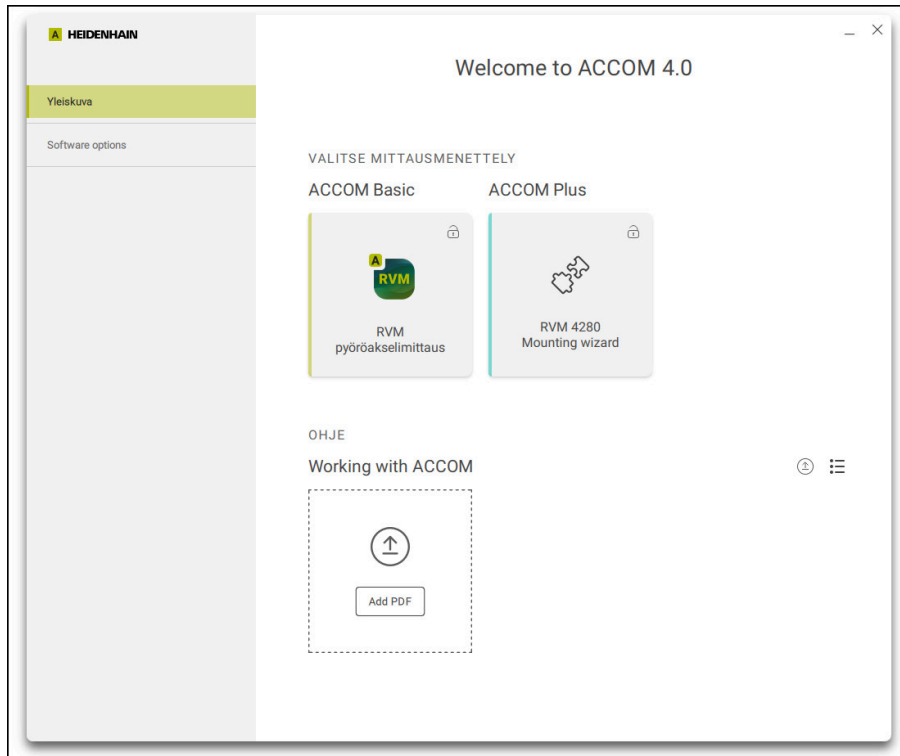 A HEIDENHAIN
Welcome to ACCOM 4.0
Yleiskuva
Software options
VALITSE MITTAUSMENETTELY
ACCOM Basic
ACCOM Plus
A
RVM
RVM
pyöröakselimittaus
RVM 4280
Mounting wizard
OHJE
Working with ACCOM
Add PDF